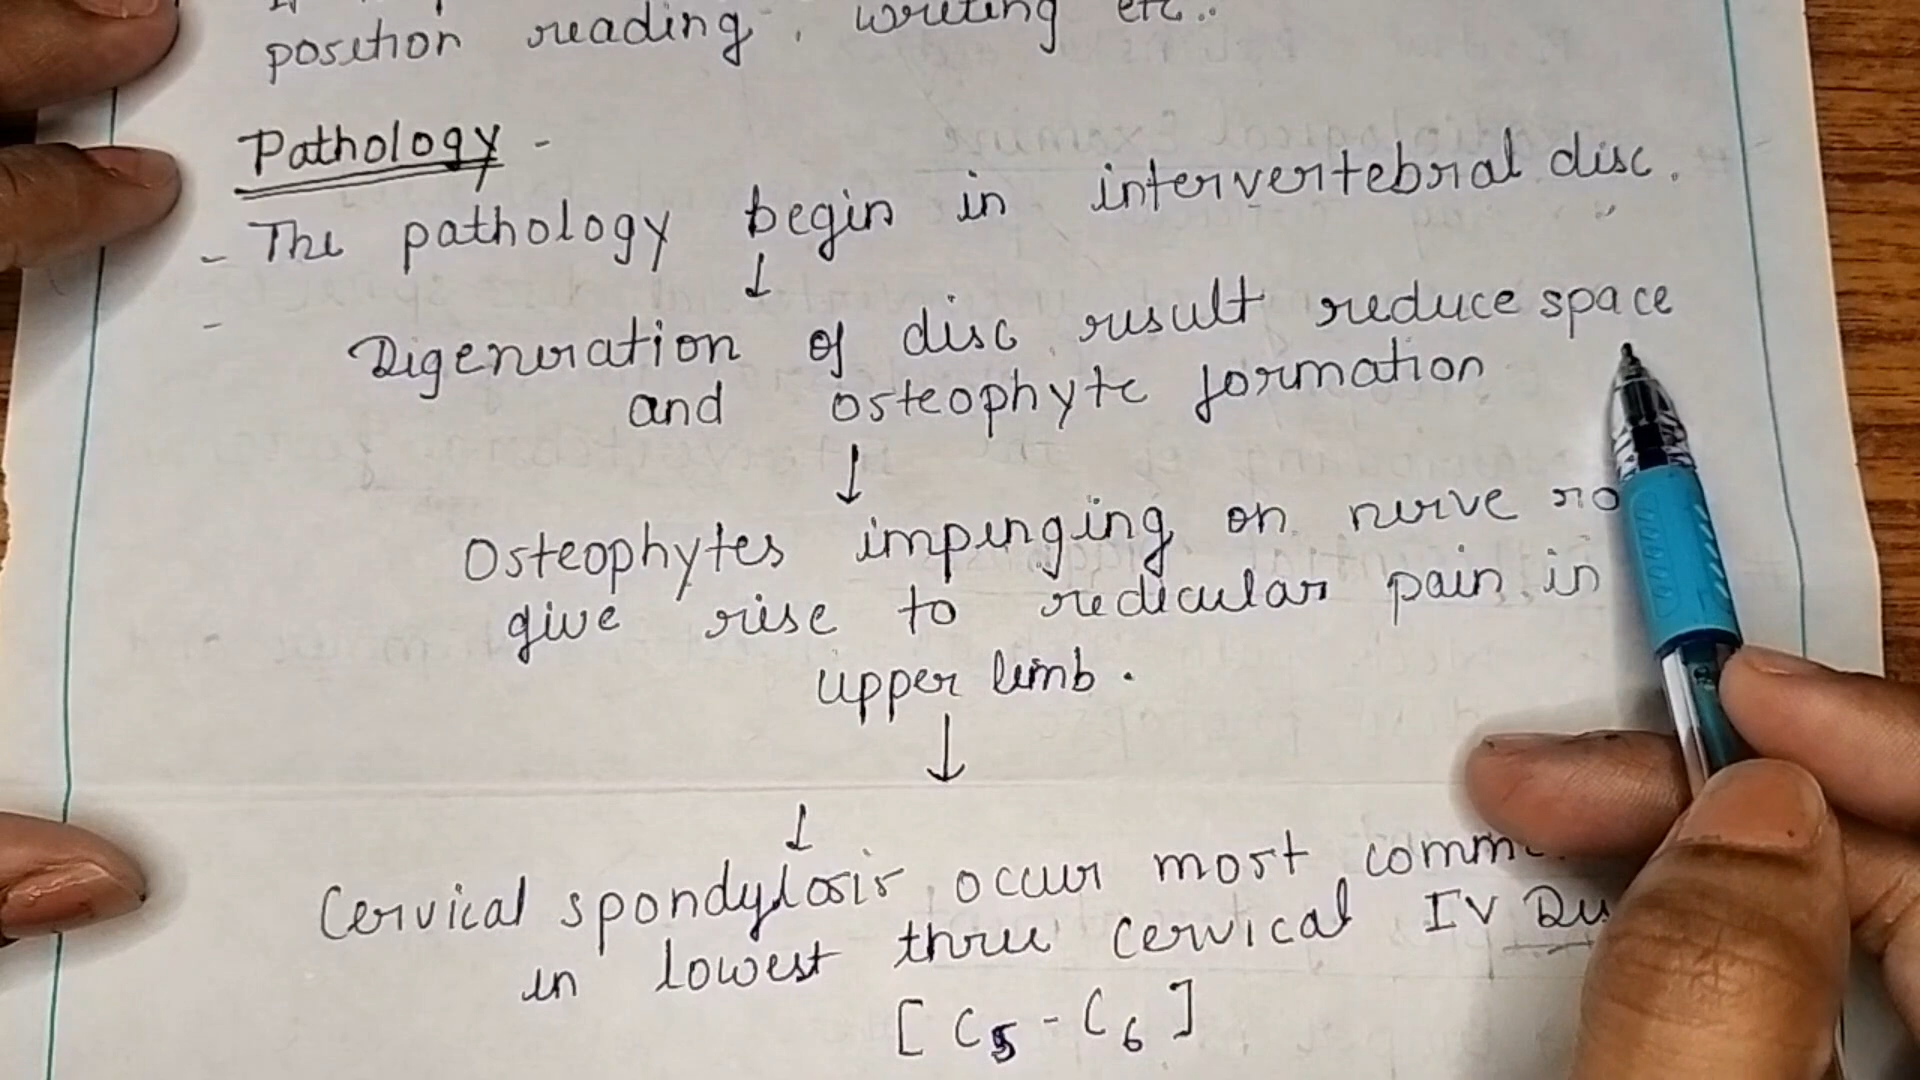 position reading, writing etc..
Pathology -
- The pathology begin in intervertebral disc.
↓
- Digeneration of disc result reduce space
and osteophyte formation
↓
Osteophytes impinging on nerve
give rise to redicular pain in
upper limb.
↓
↓
Cervical spondylosis occur most
in lowest three cervical IV
[C5 - C6]